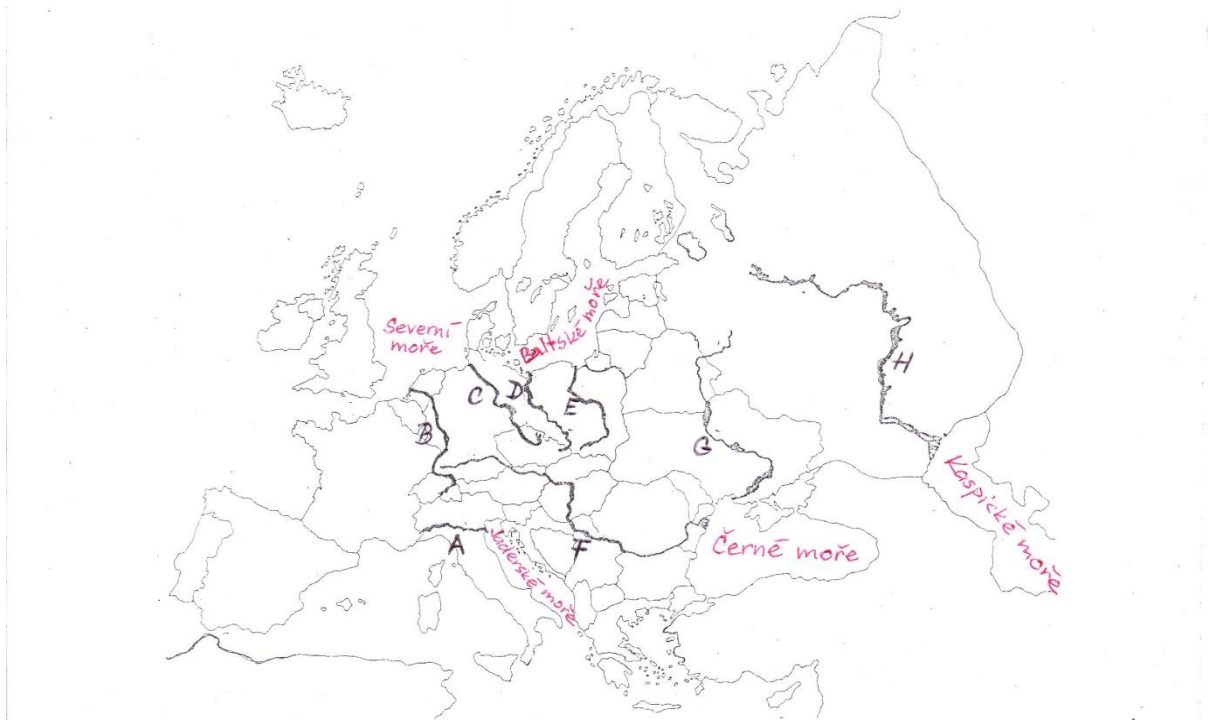 Severní
moře
Baltské moře
H
C
D
E
B
G
Kaspické moře
A
Jaderské moře
F
Černé moře